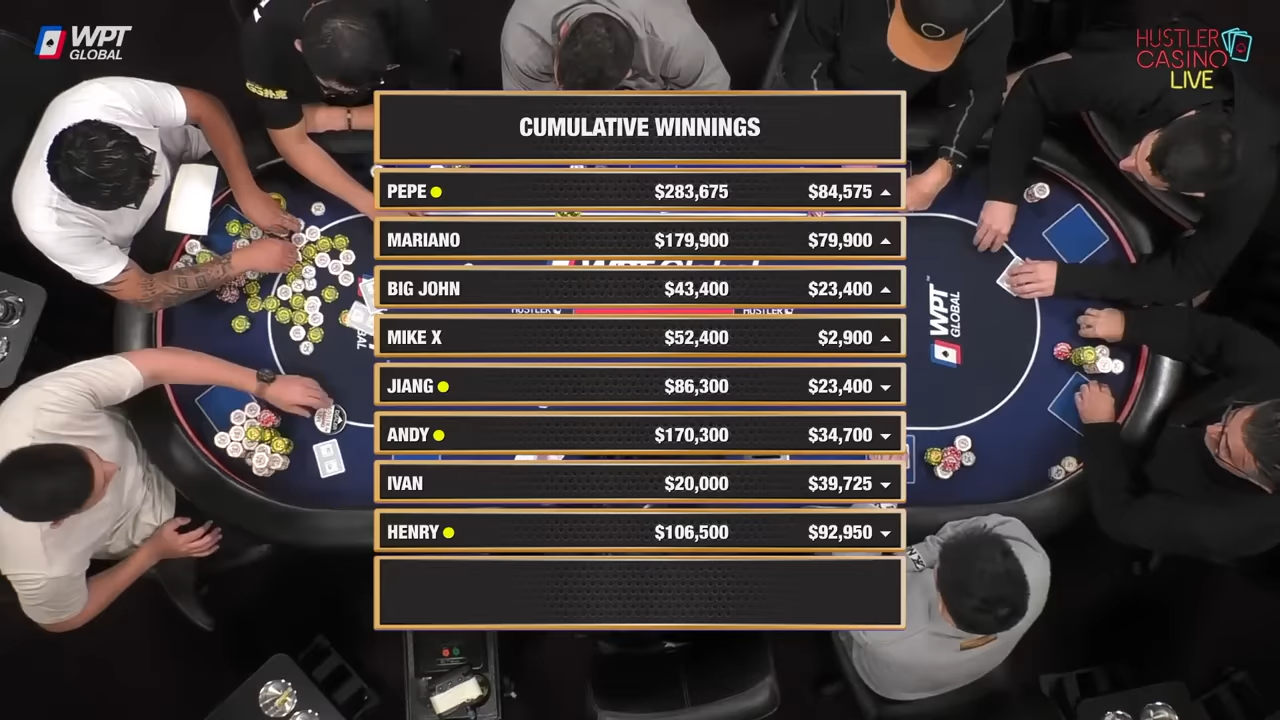 WPT
GLOBAL
HUSTLER
CASINO
LIVE
CUMULATIVE WINNINGS
PEPE $283,675 $84,575
MARIANO $179,900 $79,900
BIG JOHN $43,400 $23,400
MIKE X $52,400 $2,900
JIANG $86,300 $23,400
ANDY $170,300 $34,700
IVAN $20,000 $39,725
HENRY $106,500 $92,950
HUSTLER
HUSTLER
WPT
GLOBAL